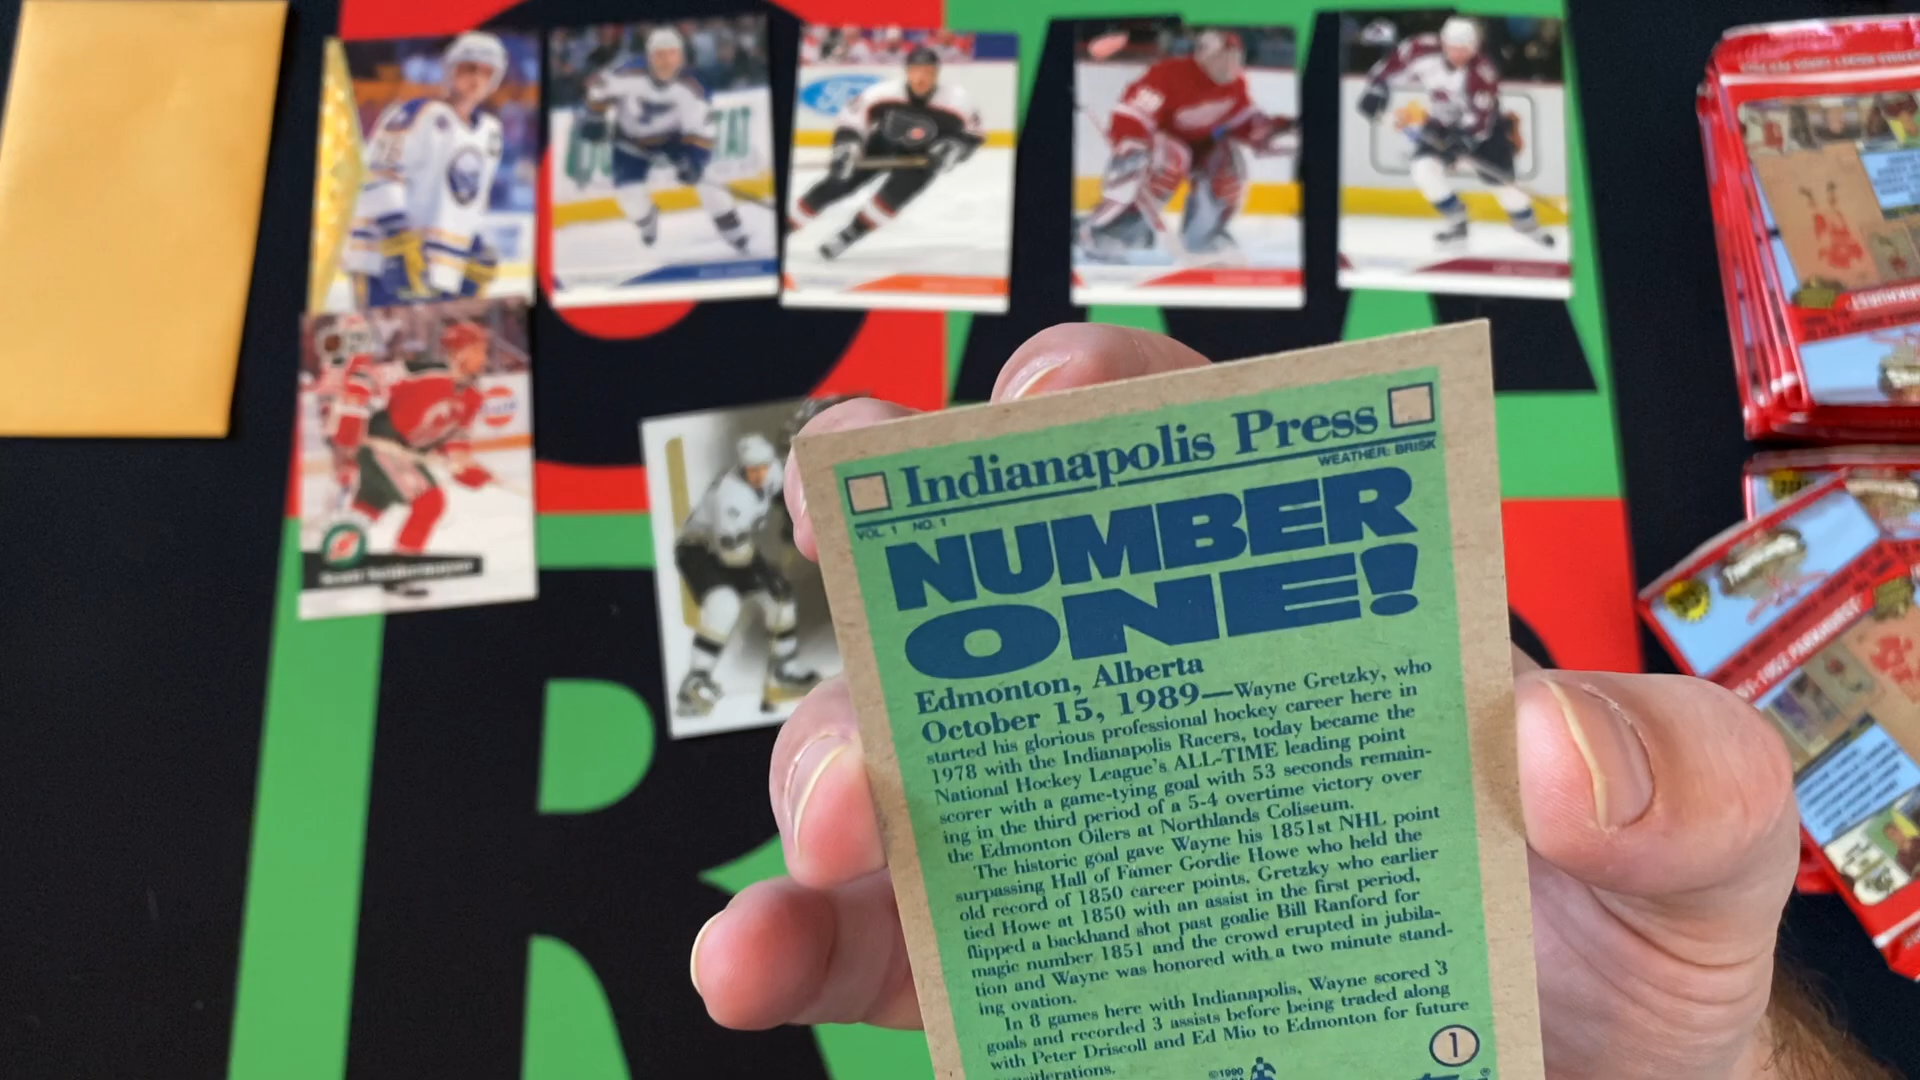 Indianapolis Press
WEATHER: BRISK
VOL. 1 NO. 1
NUMBER
ONE!
Edmonton, Alberta
October 15, 1989—Wayne Gretzky, who
started his glorious professional hockey career here in
1978 with the Indianapolis Racers, today became the
National Hockey League's ALL-TIME leading point
scorer with a game-tying goal with 53 seconds remain-
ing in the third period of a 5-4 overtime victory over
the Edmonton Oilers at Northlands Coliseum.
The historic goal gave Wayne his 1851st NHL point
surpassing Hall of Famer Gordie Howe who held the
old record of 1850 career points. Gretzky who earlier
tied Howe at 1850 with an assist in the first period,
flipped a backhand shot past goalie Bill Ranford for
magic number 1851 and the crowd erupted in jubila-
tion and Wayne was honored with a two minute stand-
ing ovation.
In 8 games here with Indianapolis, Wayne scored 3
goals and recorded 3 assists before being traded along
with Peter Driscoll and Ed Mio to Edmonton for future
considerations.
1
©1990
Ford
Scott Niedermayer